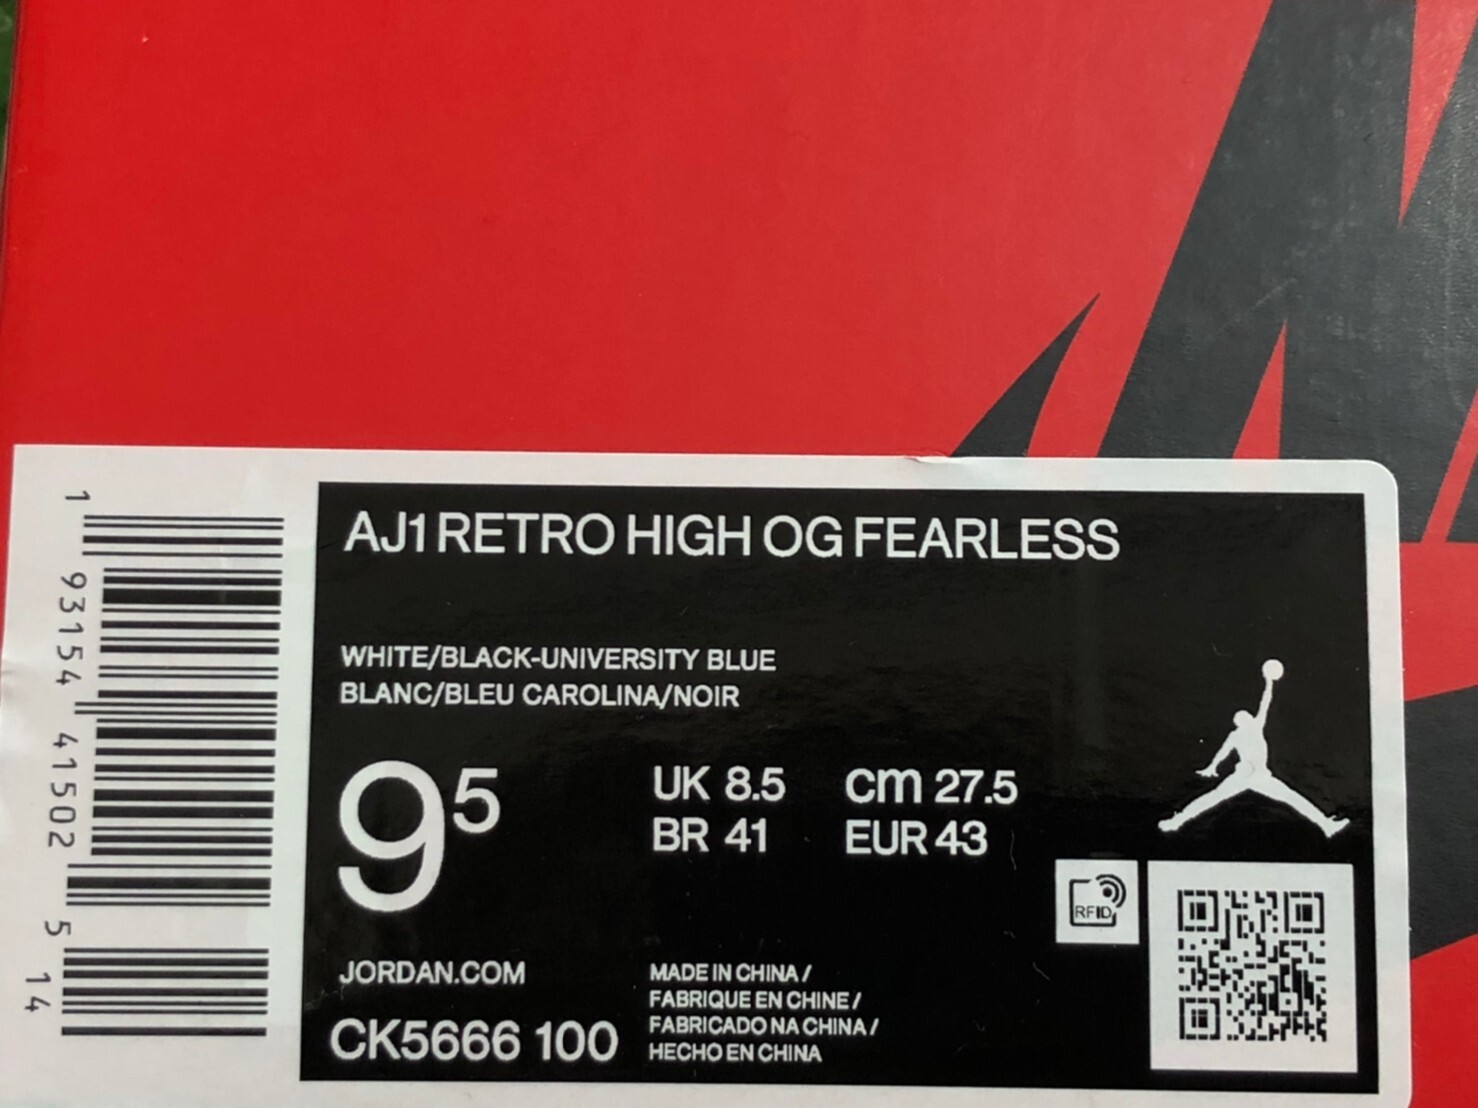 AJ1 RETRO HIGH OG FEARLESS
WHITE/BLACK-UNIVERSITY BLUE
BLANC/BLEU CAROLINA/NOIR
9⁵
UK 8.5
cm 27.5
BR 41
EUR 43
RFID
JORDAN.COM
CK5666 100
MADE IN CHINA /
FABRIQUE EN CHINE /
FABRICADO NA CHINA /
HECHO EN CHINA
1 93154 41502 5 14